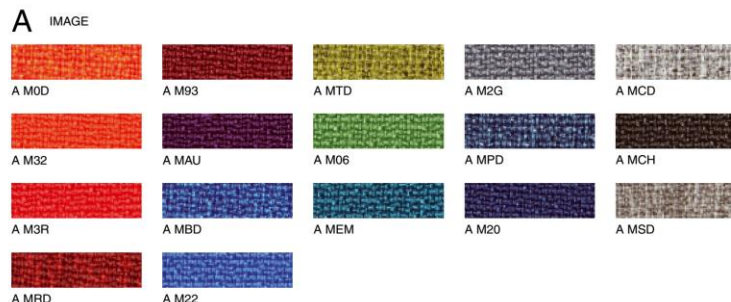 A IMAGE
A M0D A M93 A MTD A M2G A MCD
A M32 A MAU A M06 A MPD A MCH
A M3R A MBD A MEM A M20 A MSD
A MRD A M22